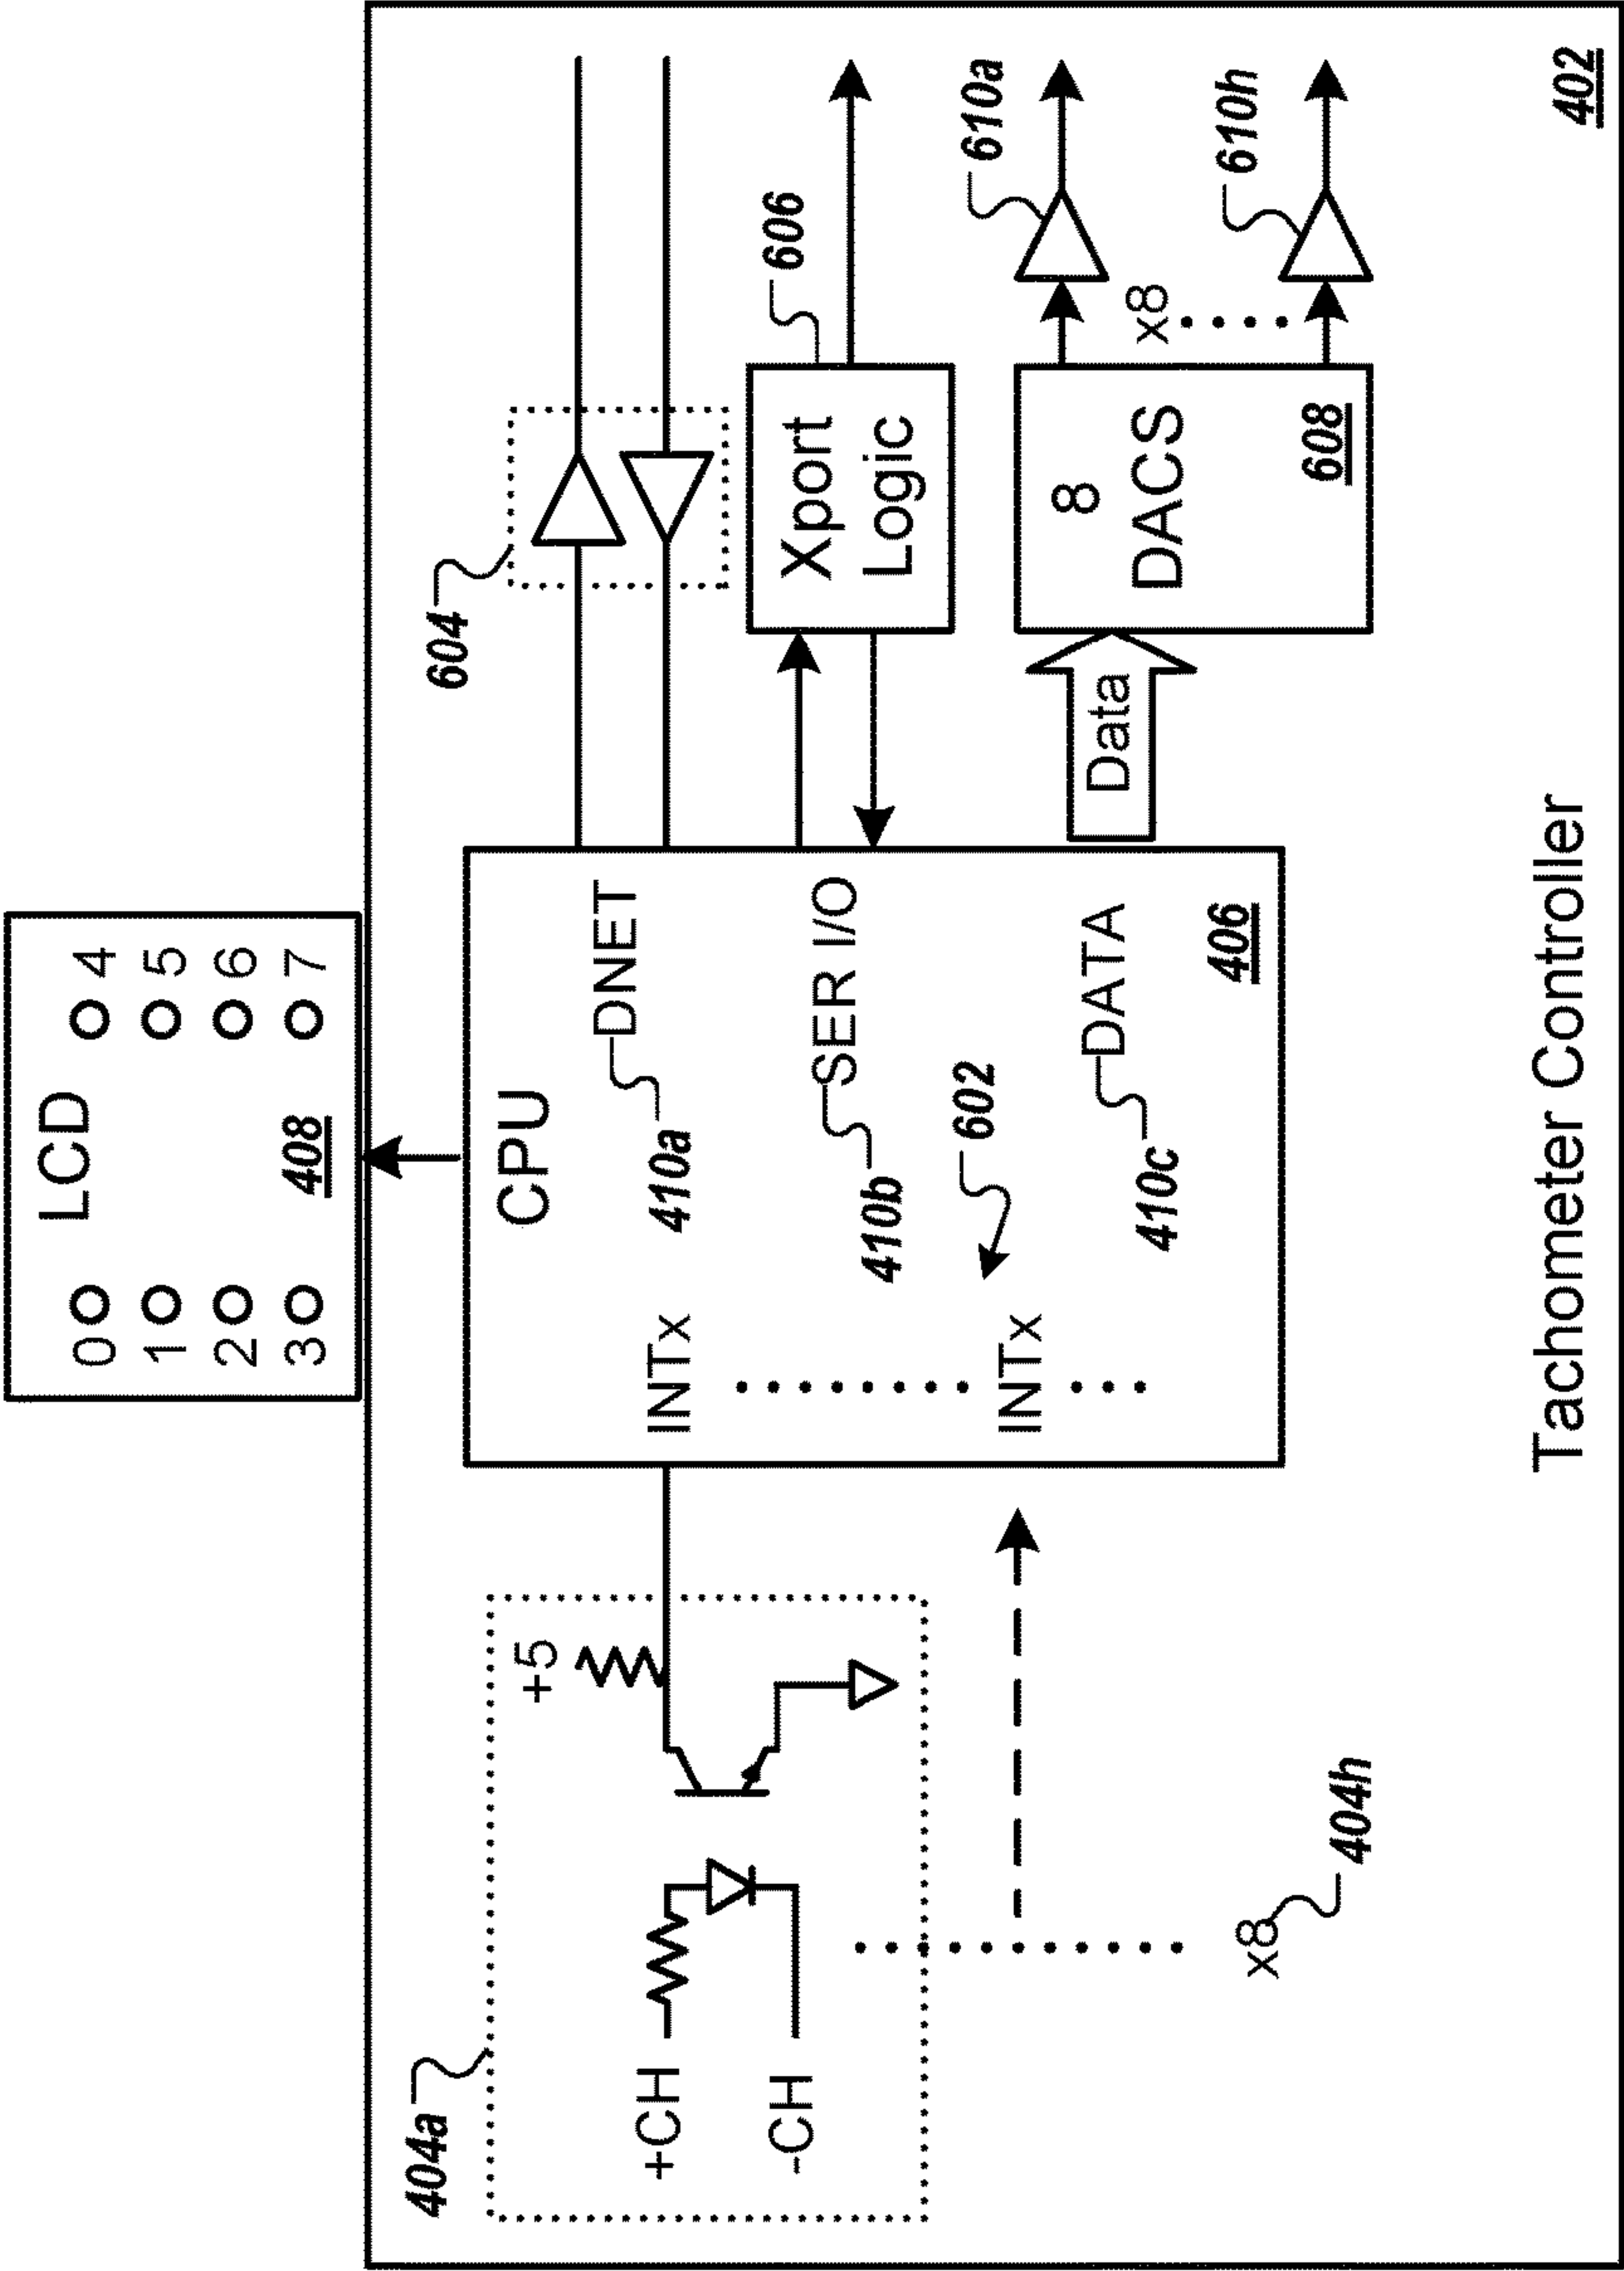 LCD
0 4
1 5
2 6
3 7
408
404a
+5
+CH
-CH
x8
404h
CPU
INTx
INTx
DNET
410a
SER I/O
410b
602
DATA
410c
406
604
Xport
Logic
606
Data
8
DACS
608
x8
610a
610h
Tachometer Controller
402